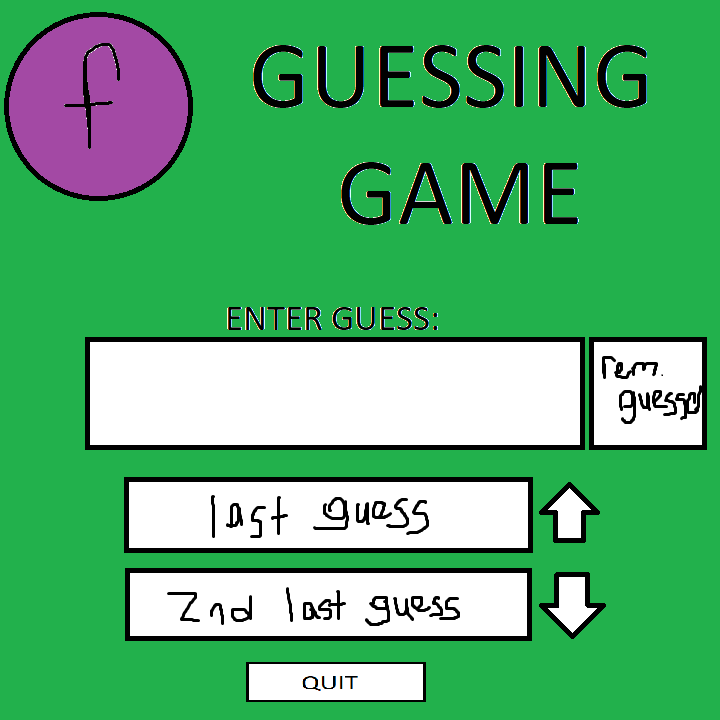 f
GUESSING
GAME
ENTER GUESS:
rem.
guesses
last guess
2nd last guess
QUIT